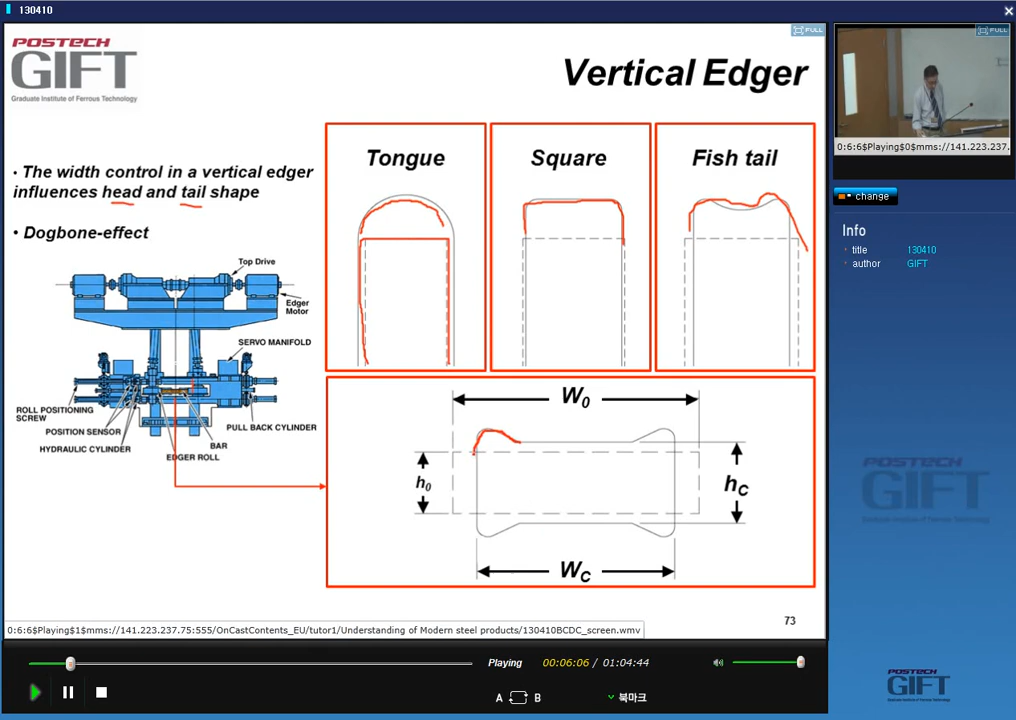 130410
POSTECH
GIFT
Graduate Institute of Ferrous Technology
Vertical Edger
• The width control in a vertical edger
influences head and tail shape
• Dogbone-effect
Top Drive
Edger
Motor
SERVO MANIFOLD
ROLL POSITIONING
SCREW
POSITION SENSOR
HYDRAULIC CYLINDER
PULL BACK CYLINDER
BAR
EDGER ROLL
Tongue
Square
Fish tail
W0
h0
hC
WC
73
0:6:6$Playing$1$mms://141.223.237.75:555/OnCastContents_EU/tutor1/Understanding of Modern steel products/130410BCDC_screen.wmv
Playing
00:06:06 / 01:04:44
A B
북마크
FULL
FULL
0:6:6$Playing$0$mms://141.223.237.
change
Info
title 130410
author GIFT
POSTECH
GIFT
Graduate Institute of Ferrous Technology
POSTECH
GIFT